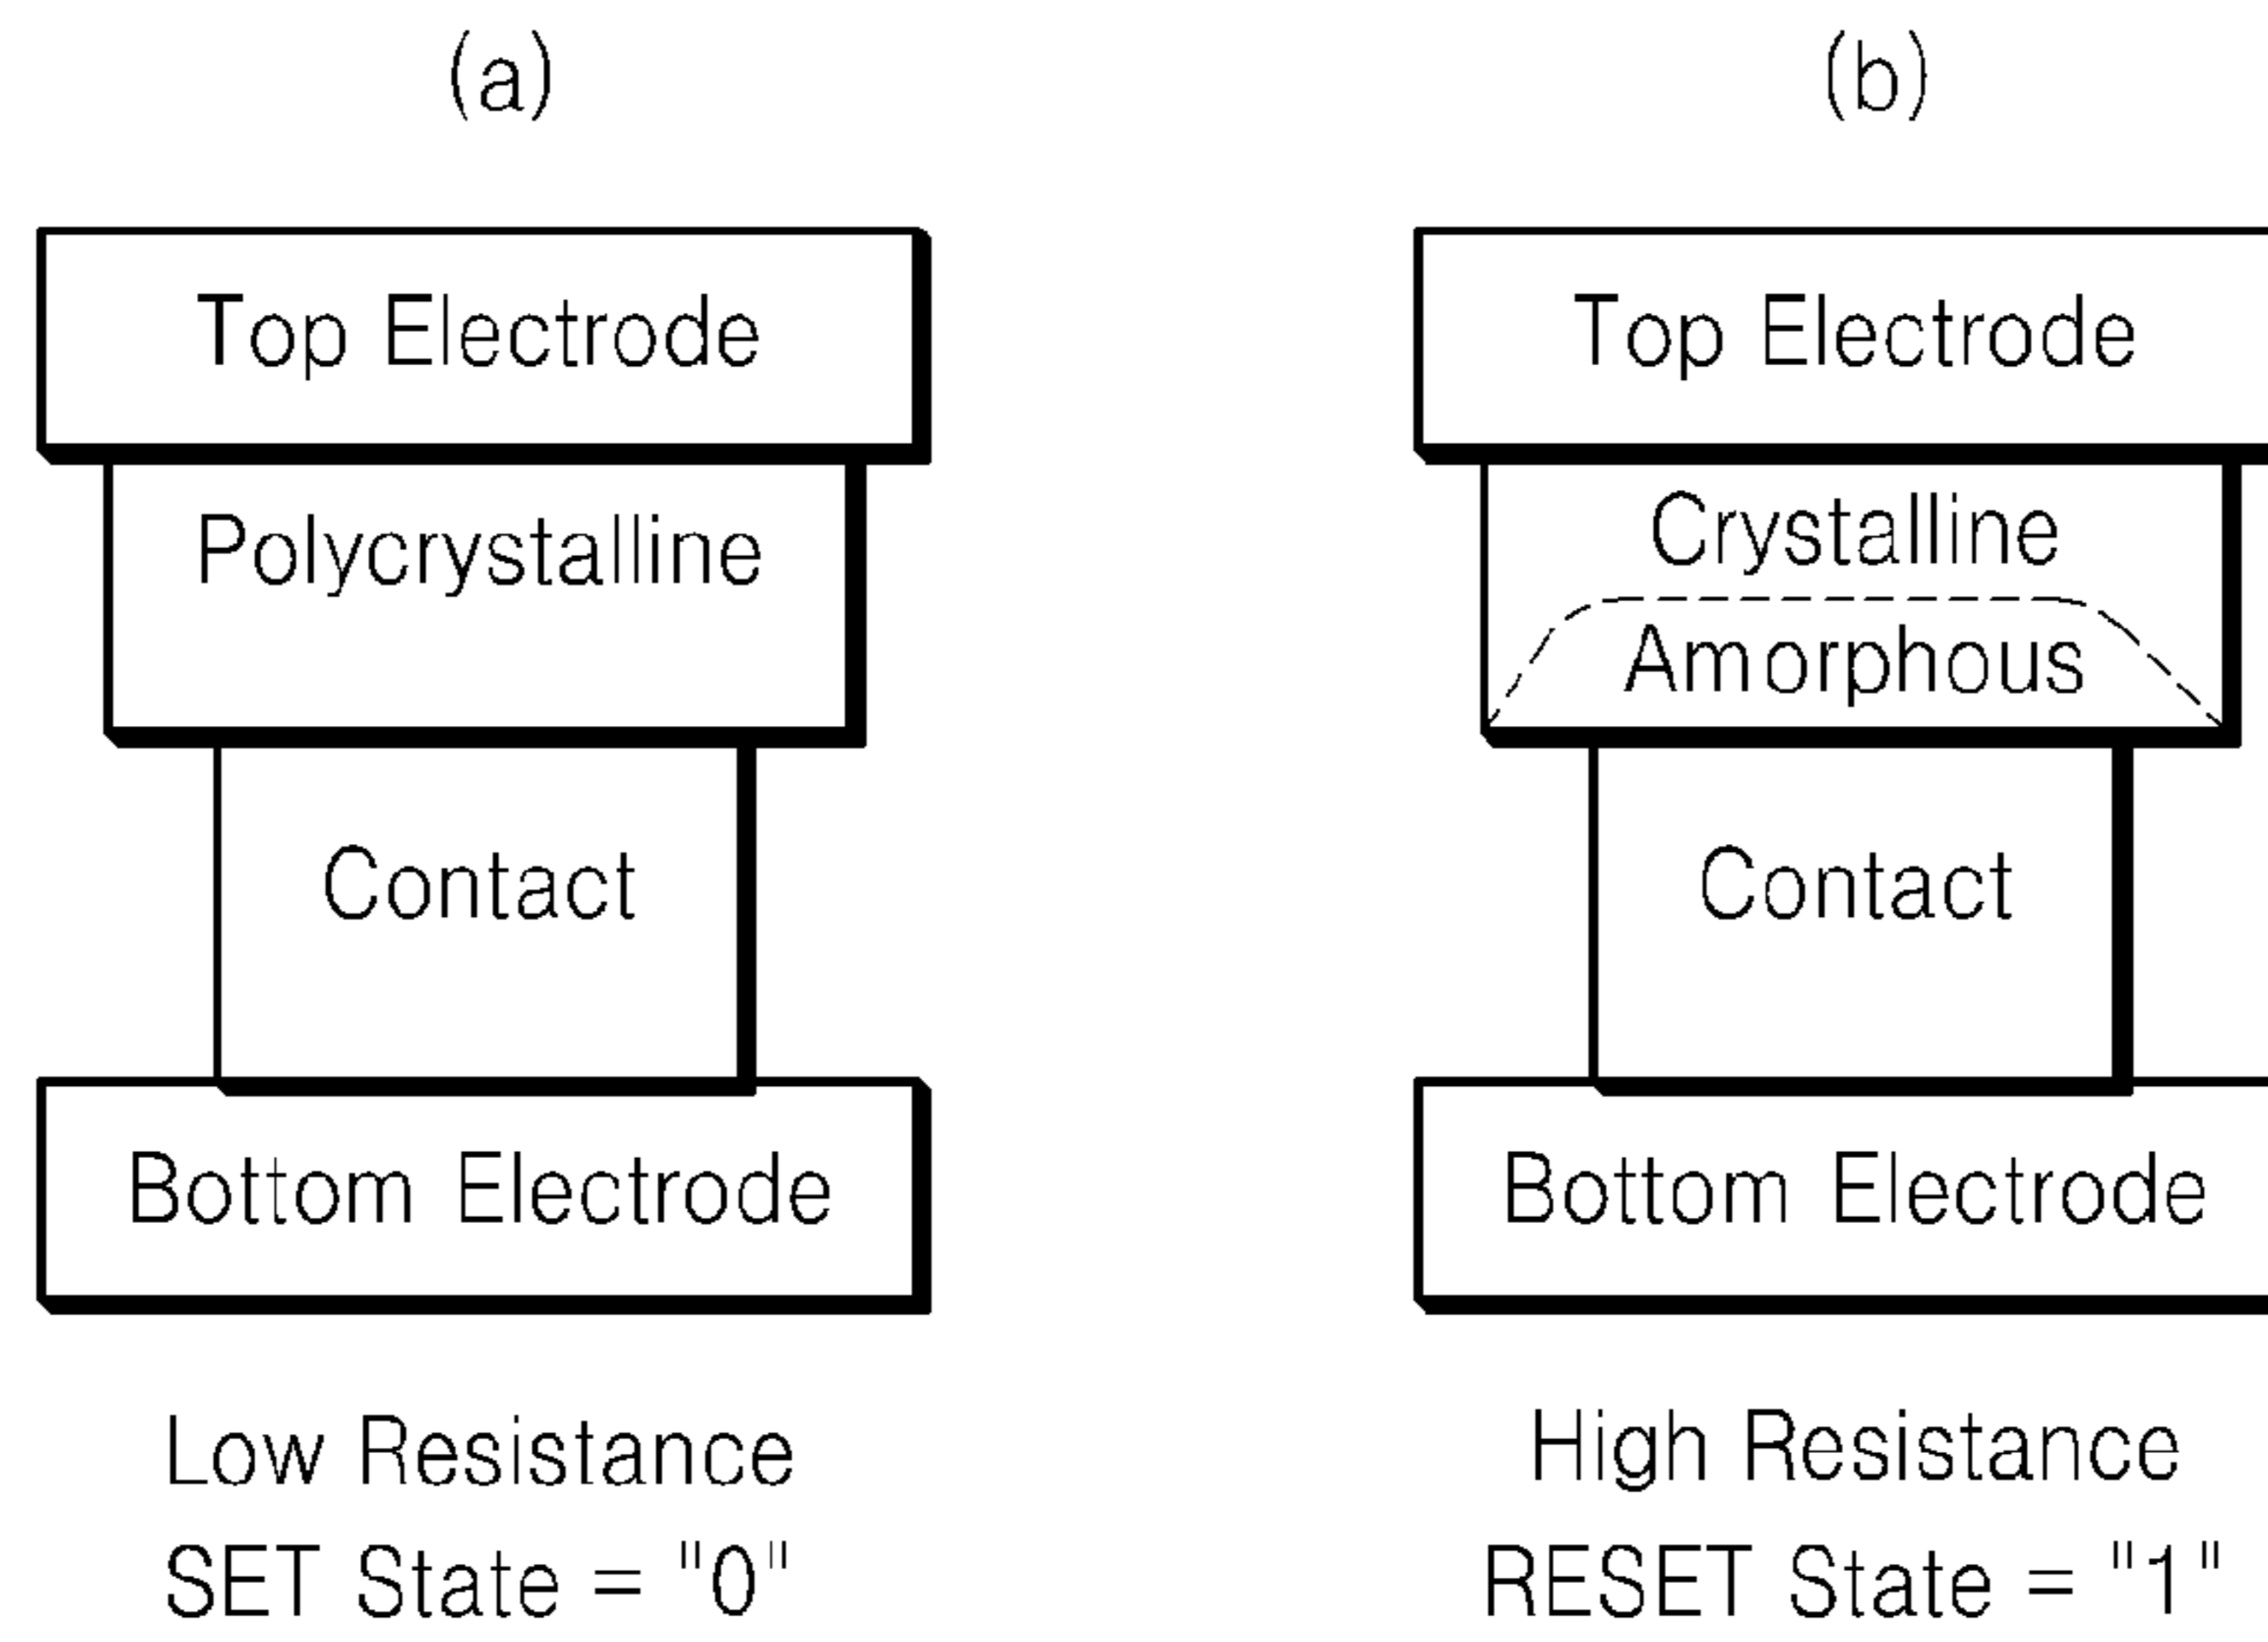 (a)
Top Electrode
Polycrystalline
Contact
Bottom Electrode
Low Resistance
SET State = "0"
(b)
Top Electrode
Crystalline
Amorphous
Contact
Bottom Electrode
High Resistance
RESET State = "1"